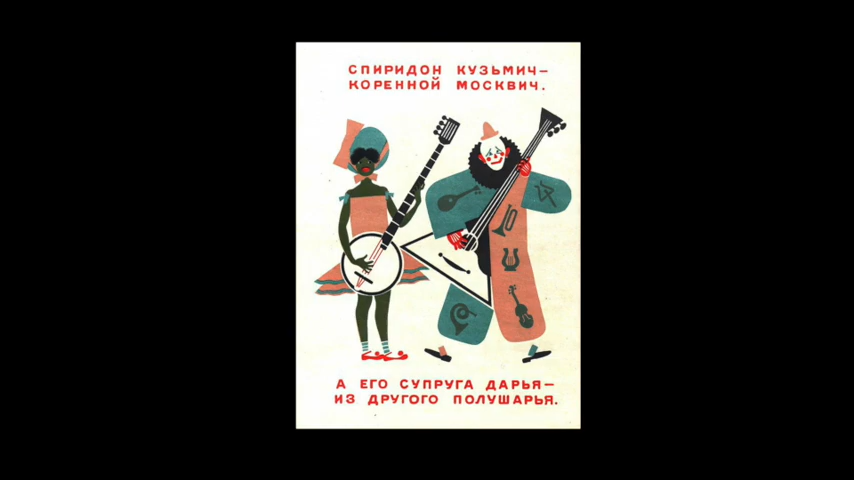 СПИРИДОН КУЗЬМИЧ–
КОРЕННОЙ МОСКВИЧ.
А ЕГО СУПРУГА ДАРЬЯ–
ИЗ ДРУГОГО ПОЛУШАРЬЯ.